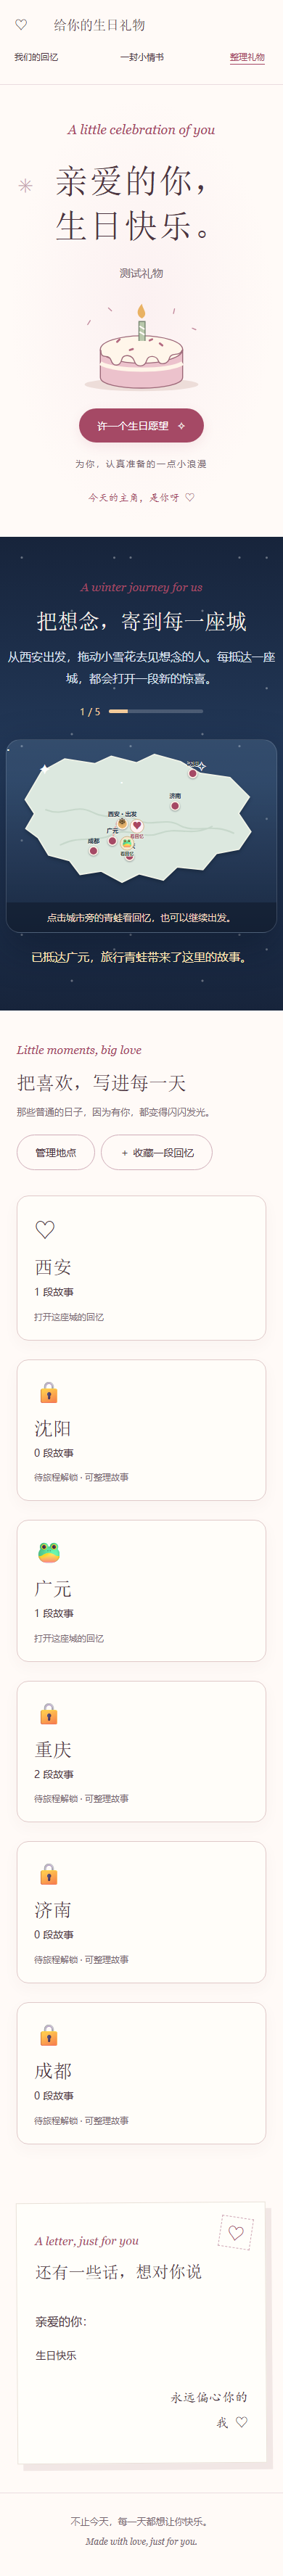 ♡ 给你的生日礼物
我们的回忆 一封小情书 整理礼物
A little celebration of you
亲爱的你，
生日快乐。
测试礼物
许一个生日愿望 ✧
为你，认真准备的一点小浪漫
今天的主角，是你呀 ♡
A winter journey for us
把想念，寄到每一座城
从西安出发，拖动小雪花去见想念的人。每抵达一座
城，都会打开一段新的惊喜。
1 / 5
济南
西安 · 出发
广元
看回忆
成都
看回忆
点击城市旁的青蛙看回忆，也可以继续出发。
已抵达广元，旅行青蛙带来了这里的故事。
Little moments, big love
把喜欢，写进每一天
那些普通的日子，因为有你，都变得闪闪发光。
管理地点 ＋ 收藏一段回忆
西安
1 段故事
打开这座城的回忆
沈阳
0 段故事
待旅程解锁 · 可整理故事
广元
1 段故事
打开这座城的回忆
重庆
2 段故事
待旅程解锁 · 可整理故事
济南
0 段故事
待旅程解锁 · 可整理故事
成都
0 段故事
待旅程解锁 · 可整理故事
A letter, just for you
还有一些话，想对你说
亲爱的你：
生日快乐
永远偏心你的
我 ♡
不止今天，每一天都想让你快乐。
Made with love, just for you.